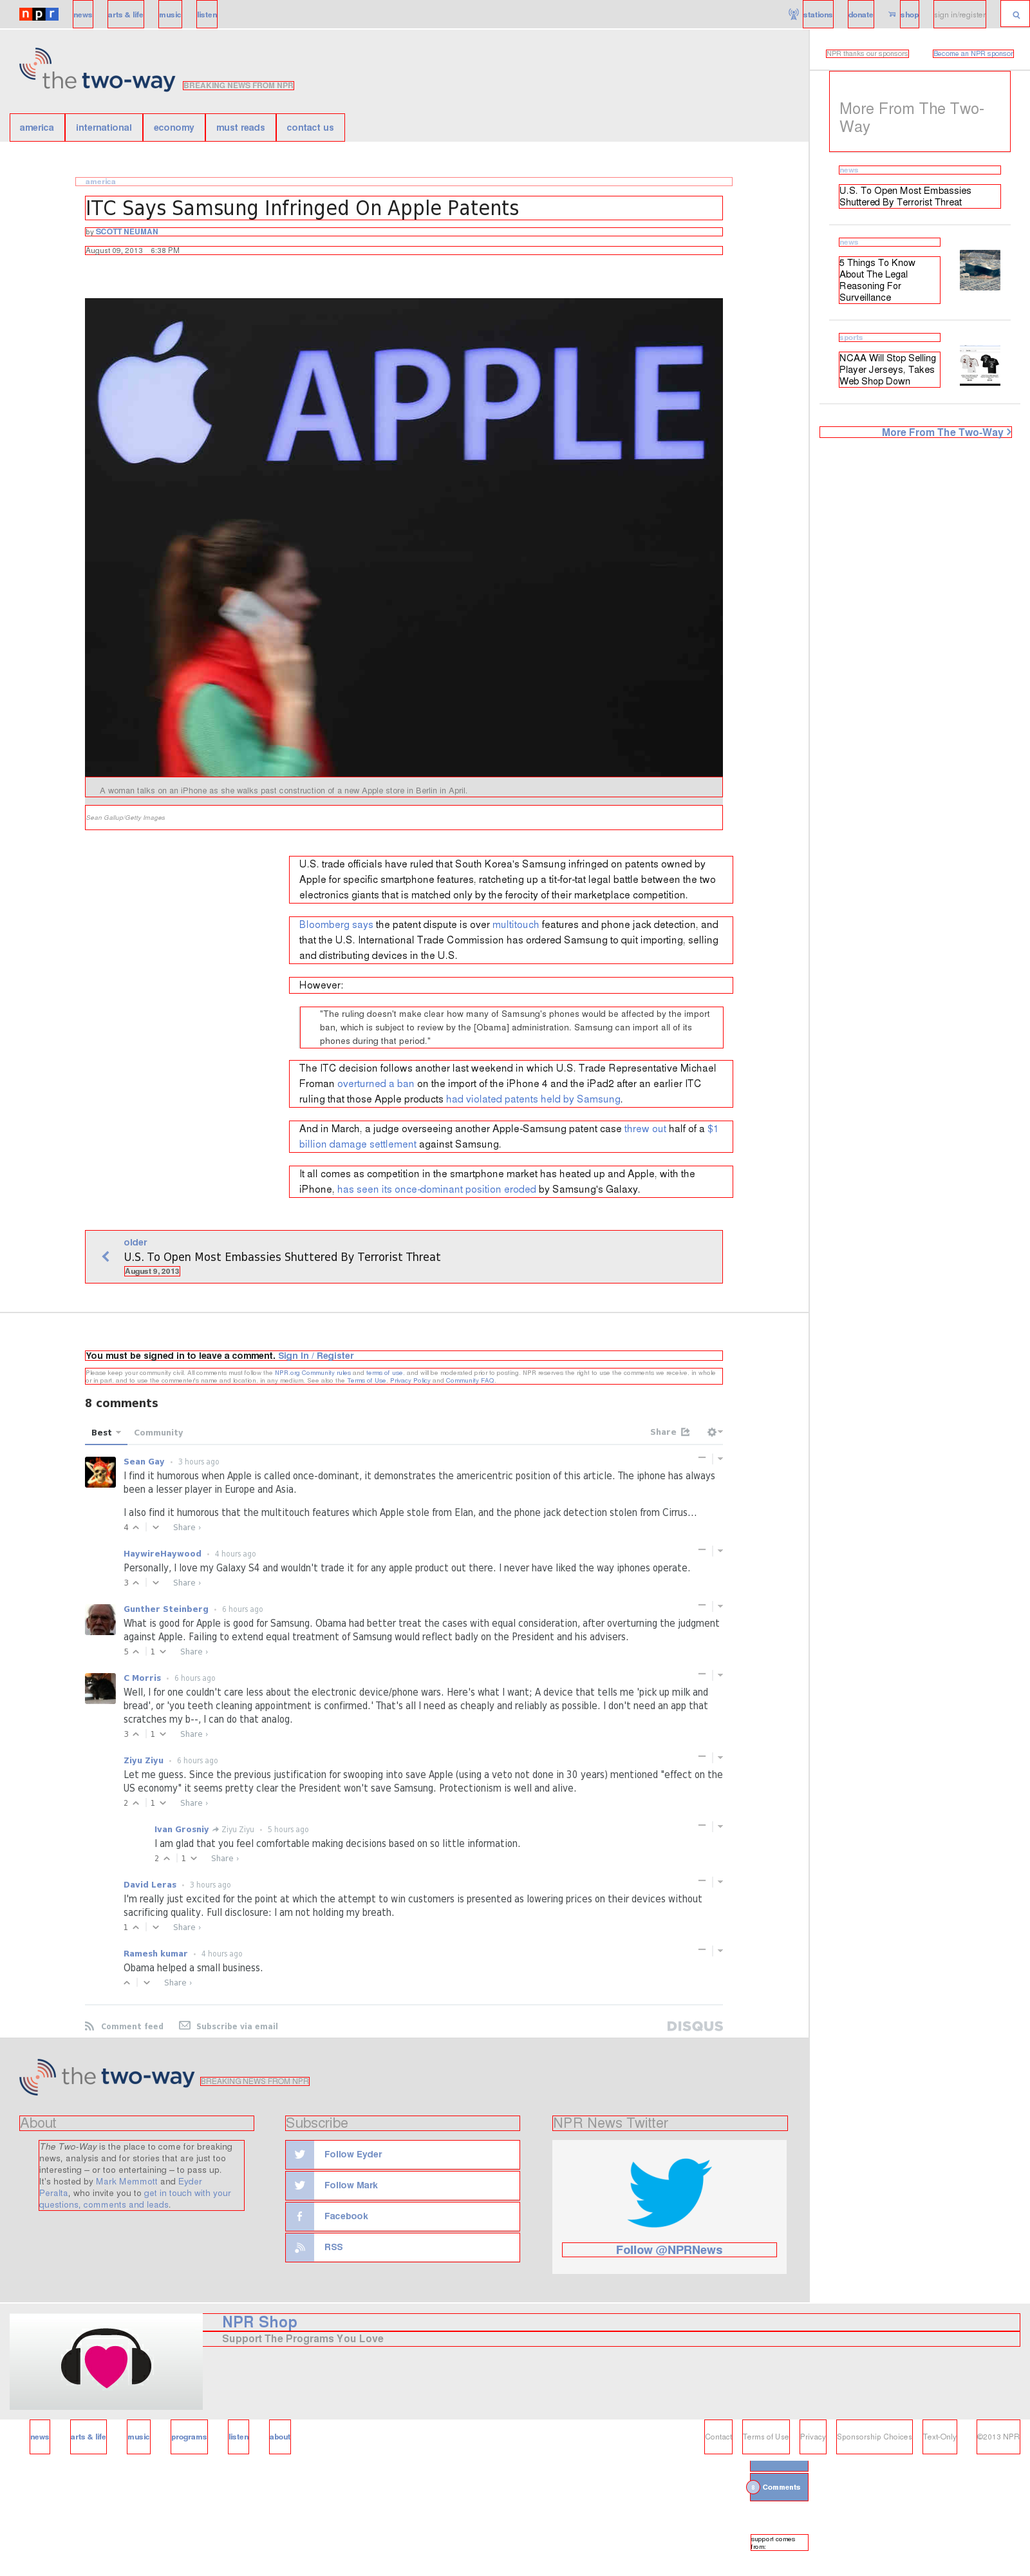 npr
news
arts & life
music
listen
stations
donate
shop
sign in/register
the two-way
BREAKING NEWS FROM NPR
america
international
economy
must reads
contact us
NPR thanks our sponsors
Become an NPR sponsor
america
ITC Says Samsung Infringed On Apple Patents
by SCOTT NEUMAN
August 09, 2013 6:38 PM
APPLE
A woman talks on an iPhone as she walks past construction of a new Apple store in Berlin in April.
Sean Gallup/Getty Images
U.S. trade officials have ruled that South Korea's Samsung infringed on patents owned by
Apple for specific smartphone features, ratcheting up a tit-for-tat legal battle between the two
electronics giants that is matched only by the ferocity of their marketplace competition.
Bloomberg says the patent dispute is over multitouch features and phone jack detection, and
that the U.S. International Trade Commission has ordered Samsung to quit importing, selling
and distributing devices in the U.S.
However:
"The ruling doesn't make clear how many of Samsung's phones would be affected by the import
ban, which is subject to review by the [Obama] administration. Samsung can import all of its
phones during that period."
The ITC decision follows another last weekend in which U.S. Trade Representative Michael
Froman overturned a ban on the import of the iPhone 4 and the iPad2 after an earlier ITC
ruling that those Apple products had violated patents held by Samsung.
And in March, a judge overseeing another Apple-Samsung patent case threw out half of a $1
billion damage settlement against Samsung.
It all comes as competition in the smartphone market has heated up and Apple, with the
iPhone, has seen its once-dominant position eroded by Samsung's Galaxy.
older
U.S. To Open Most Embassies Shuttered By Terrorist Threat
August 9, 2013
More From The Two-
Way
news
U.S. To Open Most Embassies
Shuttered By Terrorist Threat
news
5 Things To Know
About The Legal
Reasoning For
Surveillance
sports
NCAA Will Stop Selling
Player Jerseys, Takes
Web Shop Down
More From The Two-Way
You must be signed in to leave a comment. Sign In / Register
Please keep your community civil. All comments must follow the NPR.org Community rules and terms of use, and will be moderated prior to posting. NPR reserves the right to use the comments we receive, in whole
or in part, and to use the commenter's name and location, in any medium. See also the Terms of Use, Privacy Policy and Community FAQ.
8 comments
Best
Community
Share
Sean Gay • 3 hours ago
I find it humorous when Apple is called once-dominant, it demonstrates the americentric position of this article. The iphone has always
been a lesser player in Europe and Asia.
I also find it humorous that the multitouch features which Apple stole from Elan, and the phone jack detection stolen from Cirrus...
4 Share ›
HaywireHaywood • 4 hours ago
Personally, I love my Galaxy S4 and wouldn't trade it for any apple product out there. I never have liked the way iphones operate.
3 Share ›
Gunther Steinberg • 6 hours ago
What is good for Apple is good for Samsung. Obama had better treat the cases with equal consideration, after overturning the judgment
against Apple. Failing to extend equal treatment of Samsung would reflect badly on the President and his advisers.
5 1 Share ›
C Morris • 6 hours ago
Well, I for one couldn't care less about the electronic device/phone wars. Here's what I want; A device that tells me 'pick up milk and
bread', or 'you teeth cleaning appointment is confirmed.' That's all I need as cheaply and reliably as possible. I don't need an app that
scratches my b--, I can do that analog.
3 1 Share ›
Ziyu Ziyu • 6 hours ago
Let me guess. Since the previous justification for swooping into save Apple (using a veto not done in 30 years) mentioned "effect on the
US economy" it seems pretty clear the President won't save Samsung. Protectionism is well and alive.
2 1 Share ›
Ivan Grosniy Ziyu Ziyu • 5 hours ago
I am glad that you feel comfortable making decisions based on so little information.
2 1 Share ›
David Leras • 3 hours ago
I'm really just excited for the point at which the attempt to win customers is presented as lowering prices on their devices without
sacrificing quality. Full disclosure: I am not holding my breath.
1 Share ›
Ramesh kumar • 4 hours ago
Obama helped a small business.
Share ›
Comment feed
Subscribe via email
DISQUS
the two-way
BREAKING NEWS FROM NPR
About
The Two-Way is the place to come for breaking
news, analysis and for stories that are just too
interesting – or too entertaining – to pass up.
It's hosted by Mark Memmott and Eyder
Peralta, who invite you to get in touch with your
questions, comments and leads.
Subscribe
Follow Eyder
Follow Mark
Facebook
RSS
NPR News Twitter
Follow @NPRNews
NPR Shop
Support The Programs You Love
news
arts & life
music
programs
listen
about
Contact
Terms of Use
Privacy
Sponsorship Choices
Text-Only
©2013 NPR
Comments
support comes
from: